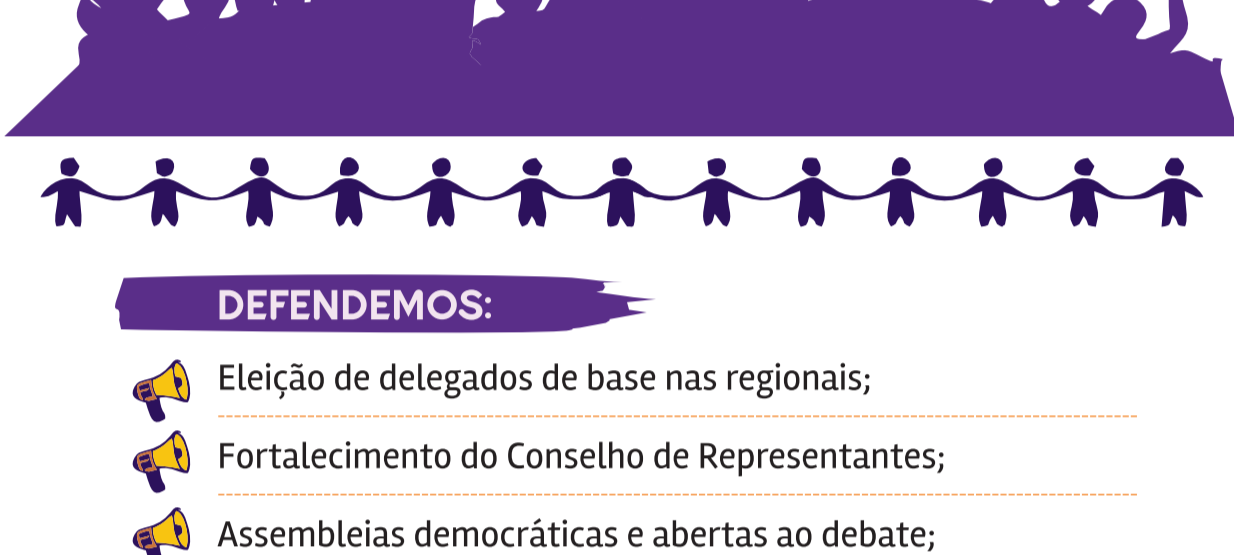 DEFENDEMOS:
Eleição de delegados de base nas regionais;
Fortalecimento do Conselho de Representantes;
Assembleias democráticas e abertas ao debate;